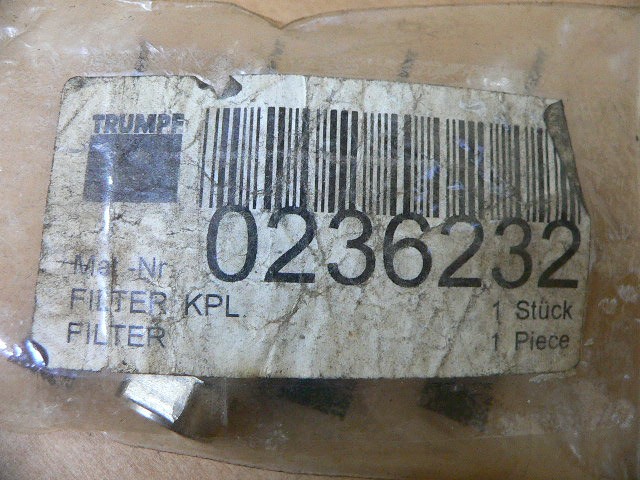 TRUMPF
0236232
Mat.-Nr
FILTER KPL. 1 Stück
FILTER 1 Piece